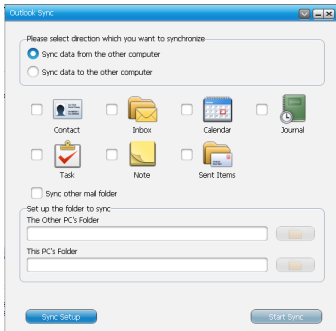 Outlook Sync
Please select direction which you want to synchronize
Sync data from the other computer
Sync data to the other computer
Contact Inbox Calendar Journal
Task Note Sent Items
Sync other mail folder
Set up the folder to sync
The Other PC's Folder
This PC's Folder
Sync Setup Start Sync